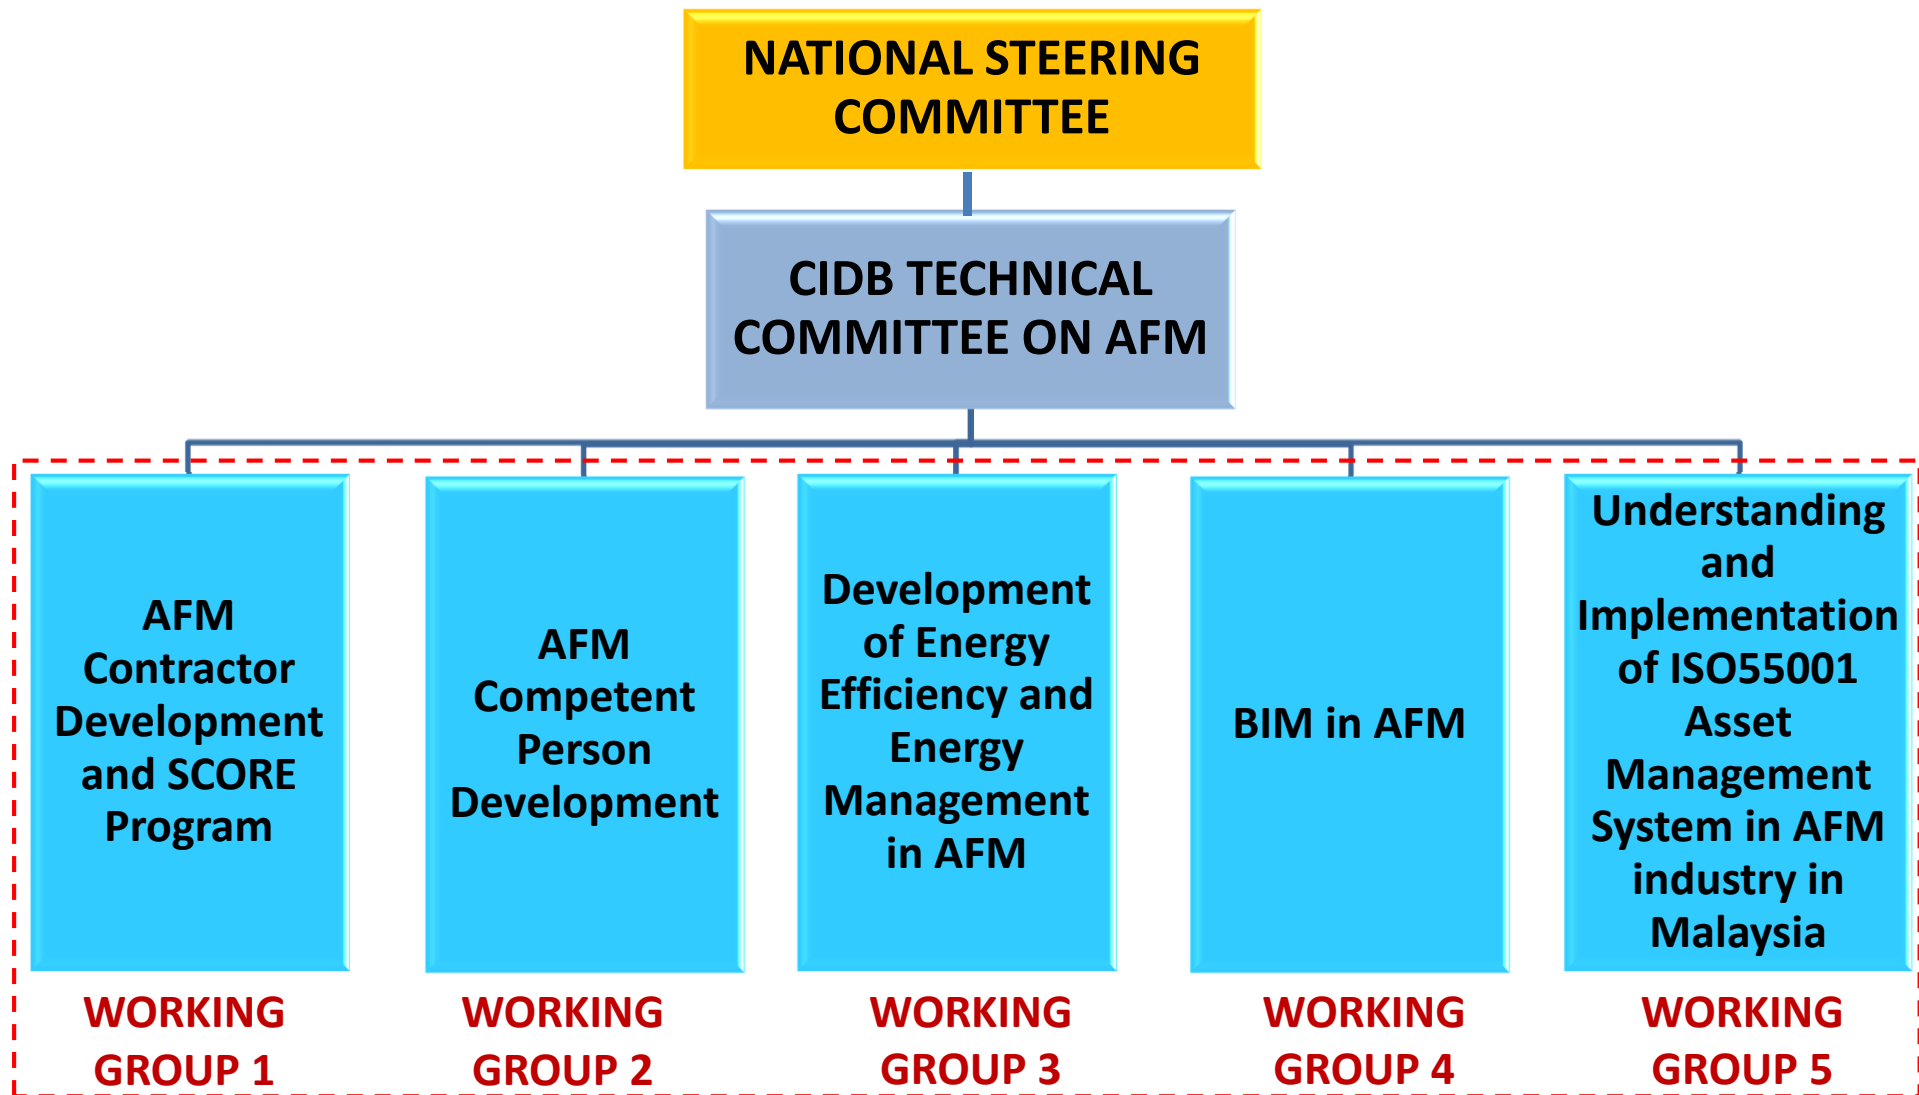 NATIONAL STEERING
COMMITTEE
CIDB TECHNICAL
COMMITTEE ON AFM
AFM
Contractor
Development
and SCORE
Program
AFM
Competent
Person
Development
Development
of Energy
Efficiency and
Energy
Management
in AFM
BIM in AFM
Understanding
and
Implementation
of ISO55001
Asset
Management
System in AFM
industry in
Malaysia
WORKING
GROUP 1
WORKING
GROUP 2
WORKING
GROUP 3
WORKING
GROUP 4
WORKING
GROUP 5